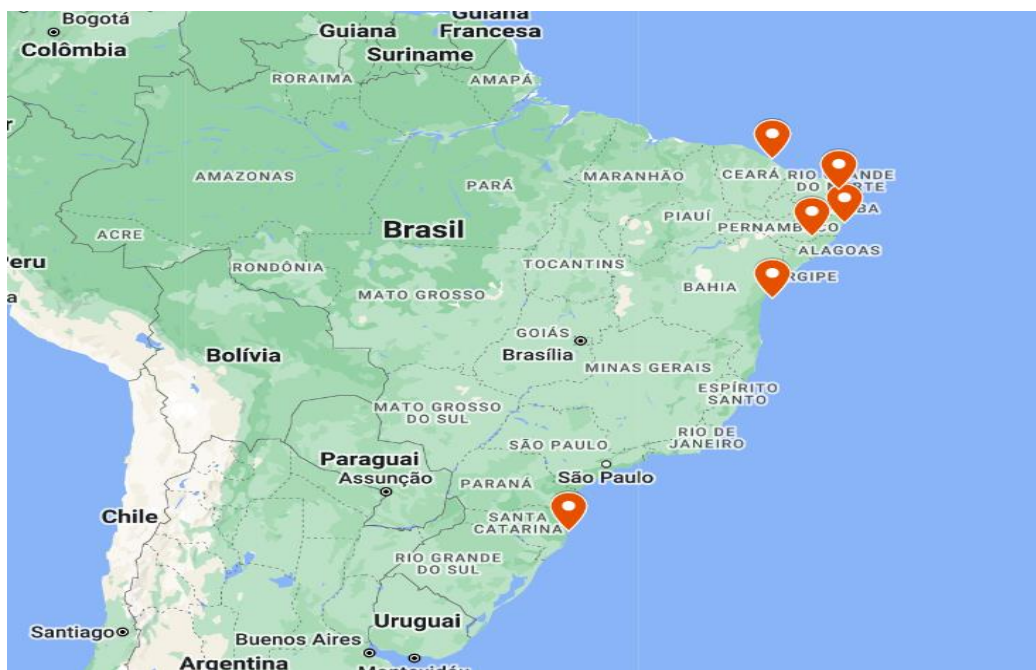 Bogotá
Colômbia
Guiana
Guiana
Francesa
Suriname
RORAIMA
AMAPÁ
r
AMAZONAS
PARÁ
MARANHÃO
CEARÁ
RIO GRANDE
DO NORTE
Brasil
PIAUÍ
BA
PERNAMBUCO
ACRE
ALAGOAS
Peru
RONDÔNIA
TOCANTINS
RGIPE
a
MATO GROSSO
BAHIA
GOIÁS
Bolívia
Brasília
MINAS GERAIS
ESPÍRITO
SANTO
MATO GROSSO
DO SUL
RIO DE
JANEIRO
SÃO PAULO
Paraguai
Assunção
São Paulo
PARANÁ
Chile
SANTA
CATARINA
RIO GRANDE
DO SUL
Uruguai
Santiago
Buenos Aires
Argentina
Montevidéu